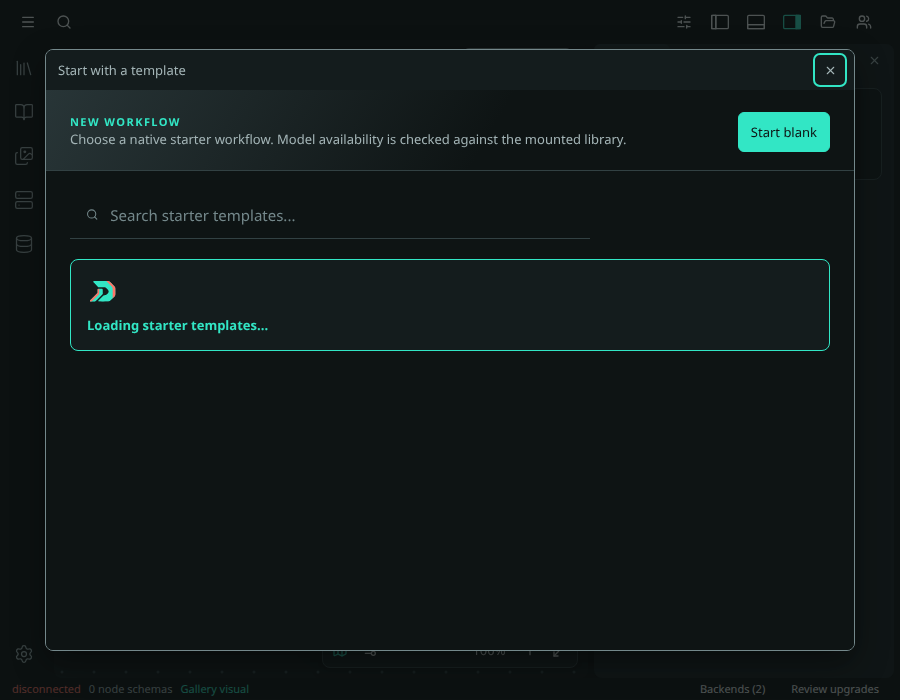 Start with a template
NEW WORKFLOW
Choose a native starter workflow. Model availability is checked against the mounted library.
Start blank
Search starter templates...
Loading starter templates...
disconnected 0 node schemas Gallery visual Backends (2) Review upgrades